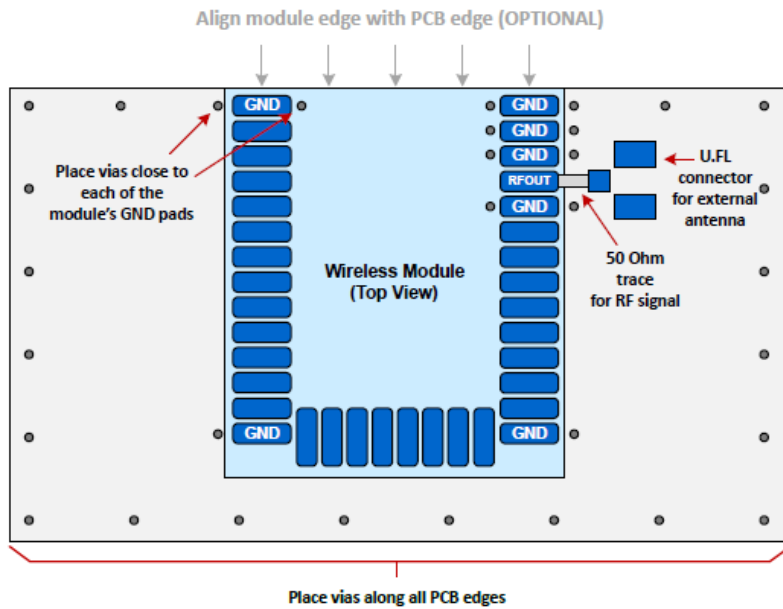 Align module edge with PCB edge (OPTIONAL)
GND
GND
GND
GND
Place vias close to
each of the
module's GND pads
RFOUT
GND
U.FL
connector
for external
antenna
50 Ohm
trace
for RF signal
Wireless Module
(Top View)
GND
GND
Place vias along all PCB edges